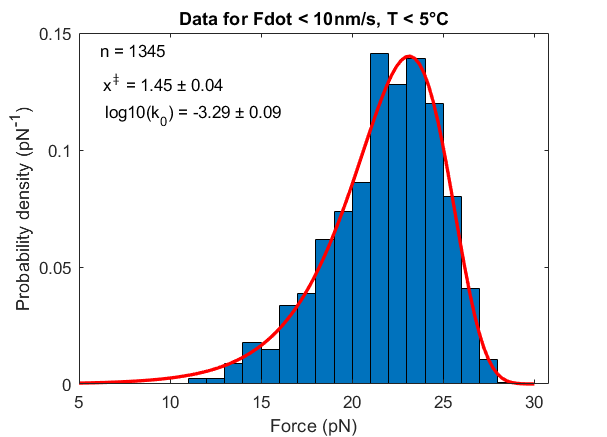 Data for Fdot < 10nm/s, T < 5°C
n = 1345
x‡ = 1.45 ± 0.04
log10(k₀) = -3.29 ± 0.09
Probability density (pN⁻¹)
0.15
0.1
0.05
0
5 10 15 20 25 30
Force (pN)